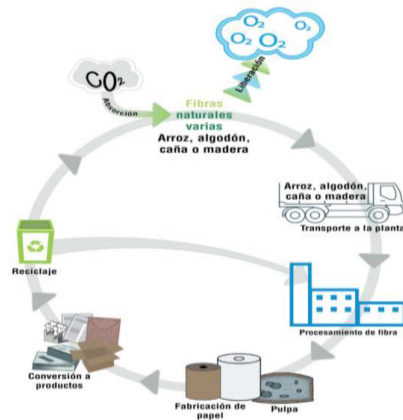 O₂
O₂
O₂ O₂
CO₂
Absorción
Liberación
Fibras
naturales
varias
Arroz, algodón,
caña o madera
Arroz, algodón,
caña o madera
Transporte a la planta
Procesamiento de fibra
Pulpa
Fabricación de
papel
Conversión a
productos
Reciclaje